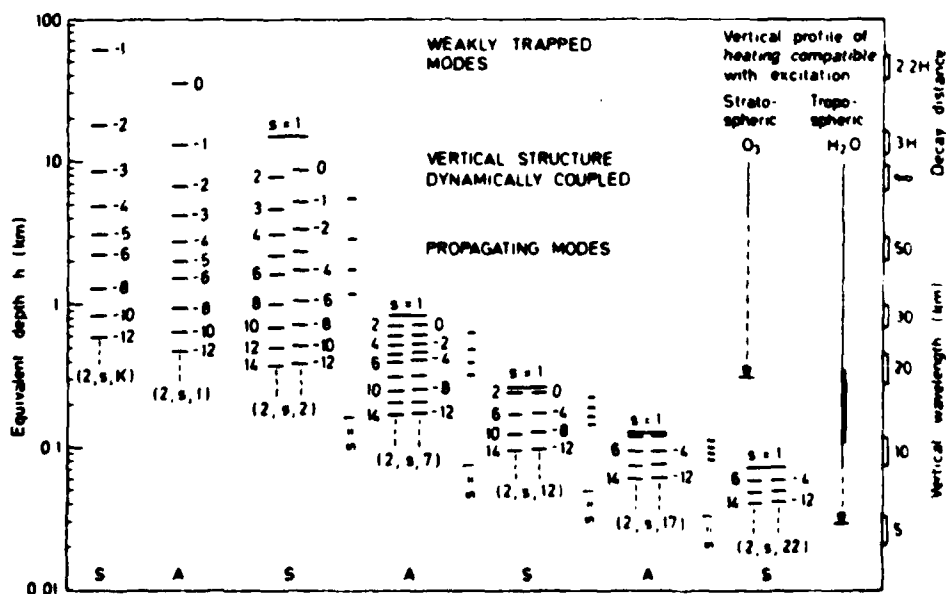 100
10
1
0.1
0.01
Equivalent depth h (km)
WEAKLY TRAPPED
MODES
VERTICAL STRUCTURE
DYNAMICALLY COUPLED
PROPAGATING MODES
Vertical profile of
heating compatible
with excitation
Strato-
spheric
O3
Tropo-
spheric
H2O
2.2H
3H
∞
50
30
20
10
5
Decay distance
Vertical wavelength (km)
-1
-2
-3
-4
-5
-6
-8
-10
-12
(2,s,K)
0
-1
-2
-3
-4
-5
-6
-8
-10
-12
(2,s,1)
s = 1
2 0
3 -1
4 -2
6 -4
8 -6
10 -8
12 -10
14 -12
(2,s,2)
s =
s = 1
2 0
4 -2
6 -4
10 -8
14 -12
(2,s,7)
s =
s = 1
2 0
6 -4
10 -8
14 -12
(2,s,12)
s =
s = 1
6 -4
14 -12
(2,s,17)
s =
s = 1
6 -4
14 -12
(2,s,22)
S A S A S A S